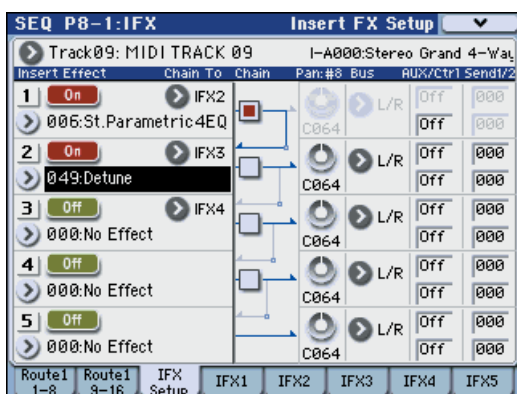 SEQ P8-1:IFX Insert FX Setup
Track09: MIDI TRACK 09 I-A000:Stereo Grand 4-Way
Insert Effect Chain To Chain Pan:#8 Bus AUX/Ctrl Send1/2
1 On IFX2 L/R Off 000
006:St.Parametric4EQ C064 Off 000
2 On IFX3 L/R Off 000
049:Detune C064 Off 000
3 Off IFX4 L/R Off 000
000:No Effect C064 Off 000
4 Off L/R Off 000
000:No Effect C064 Off 000
5 Off L/R Off 000
000:No Effect C064 Off 000
Route1 1-8 Route1 9-16 IFX Setup IFX1 IFX2 IFX3 IFX4 IFX5